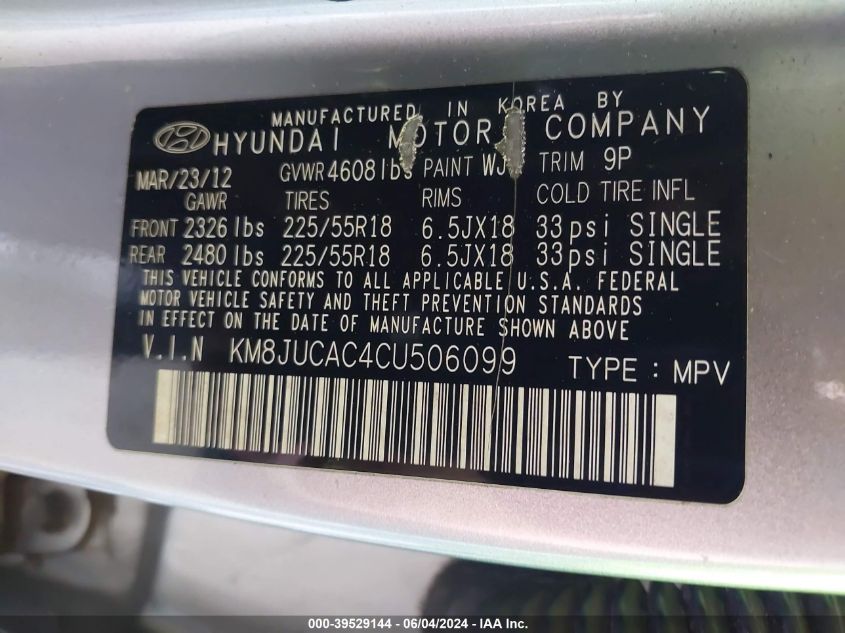 MANUFACTURED IN KOREA BY
HYUNDAI MOTOR COMPANY
MAR/23/12 GVWR 4608 lbs PAINT WJ TRIM 9P
GAWR TIRES RIMS COLD TIRE INFL
FRONT 2326 lbs 225/55R18 6.5JX18 33psi SINGLE
REAR 2480 lbs 225/55R18 6.5JX18 33psi SINGLE
THIS VEHICLE CONFORMS TO ALL APPLICABLE U.S.A. FEDERAL
MOTOR VEHICLE SAFETY AND THEFT PREVENTION STANDARDS
IN EFFECT ON THE DATE OF MANUFACTURE SHOWN ABOVE
V.I.N KM8JUCAC4CU506099 TYPE : MPV
000-39529144 - 06/04/2024 - IAA Inc.